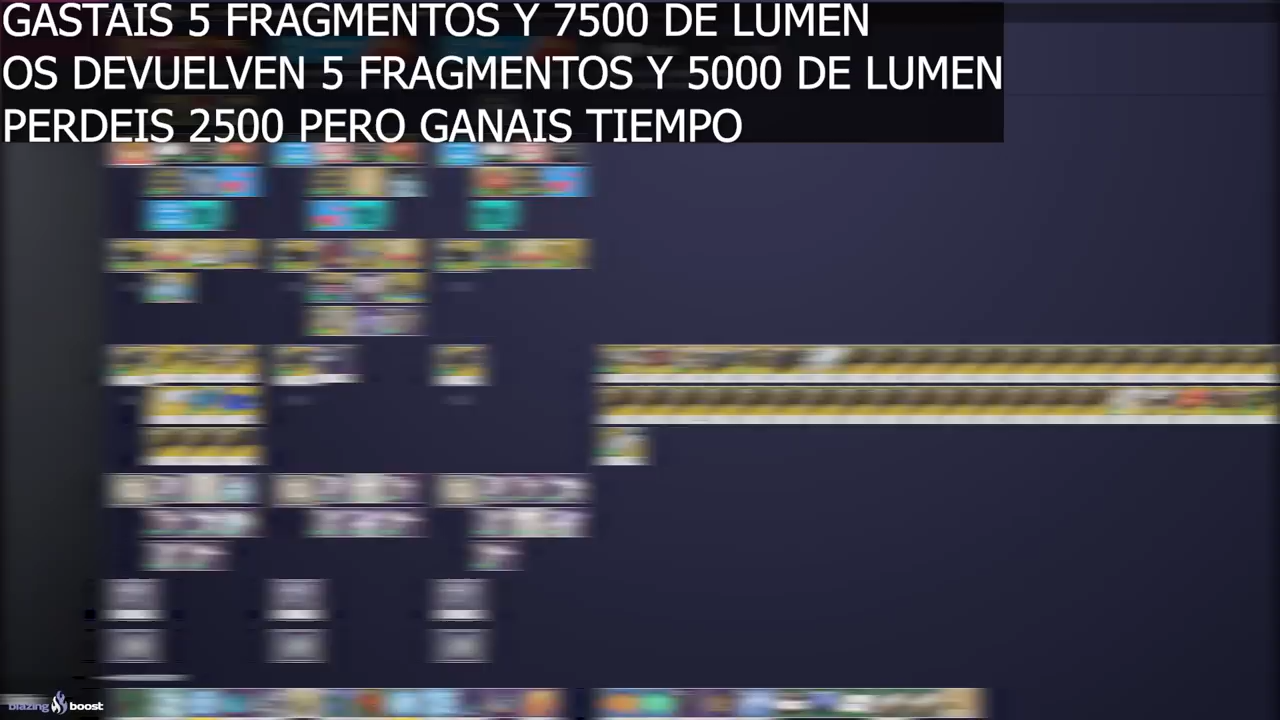 GASTAIS 5 FRAGMENTOS Y 7500 DE LUMEN
OS DEVUELVEN 5 FRAGMENTOS Y 5000 DE LUMEN
PERDEIS 2500 PERO GANAIS TIEMPO
blazing boost